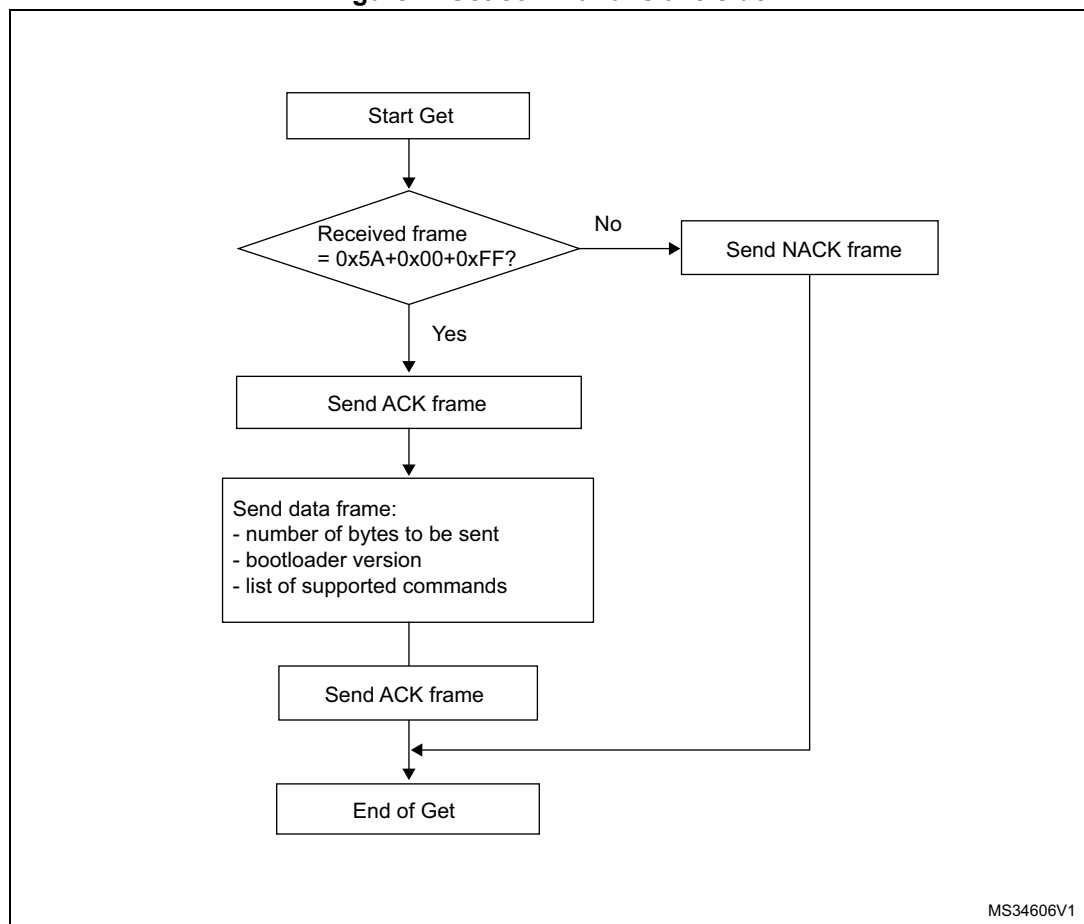 Start Get
Received frame
= 0x5A+0x00+0xFF?
No
Send NACK frame
Yes
Send ACK frame
Send data frame:
- number of bytes to be sent
- bootloader version
- list of supported commands
Send ACK frame
End of Get
MS34606V1